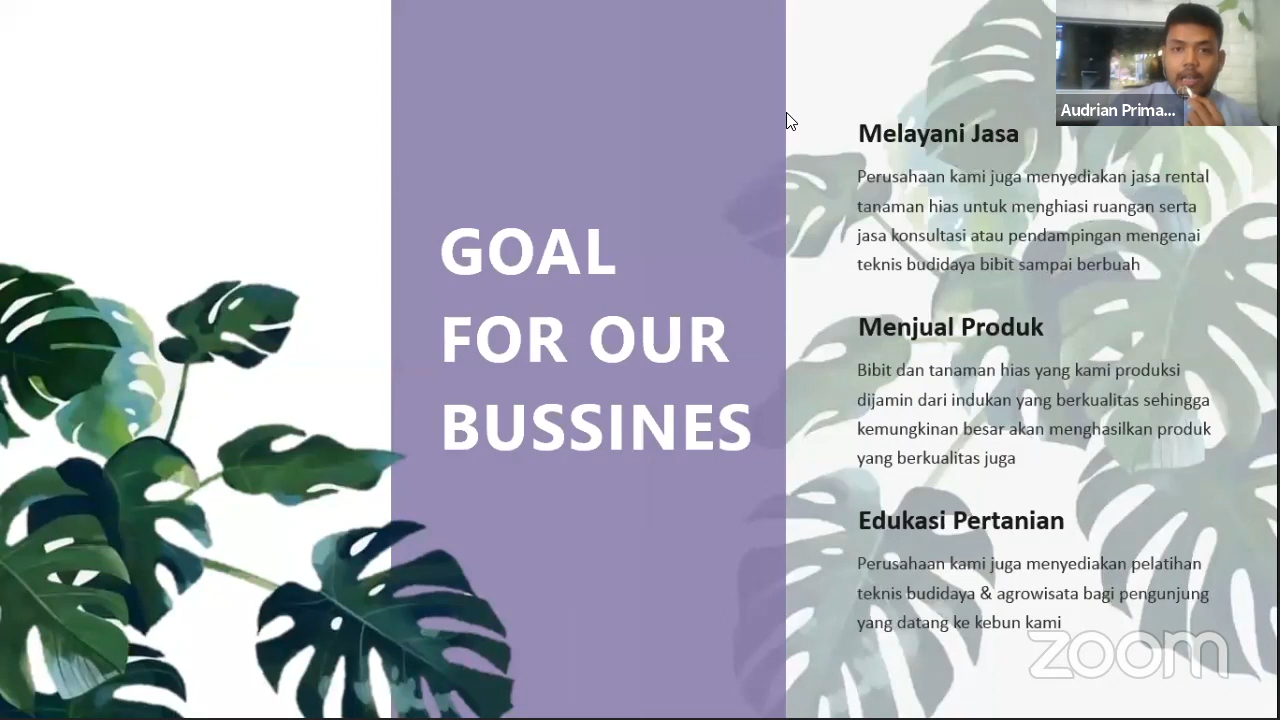 GOAL
FOR OUR
BUSSINES
Audrian Prima...
Melayani Jasa
Perusahaan kami juga menyediakan jasa rental
tanaman hias untuk menghiasi ruangan serta
jasa konsultasi atau pendampingan mengenai
teknis budidaya bibit sampai berbuah
Menjual Produk
Bibit dan tanaman hias yang kami produksi
dijamin dari indukan yang berkualitas sehingga
kemungkinan besar akan menghasilkan produk
yang berkualitas juga
Edukasi Pertanian
Perusahaan kami juga menyediakan pelatihan
teknis budidaya & agrowisata bagi pengunjung
yang datang ke kebun kami
zoom